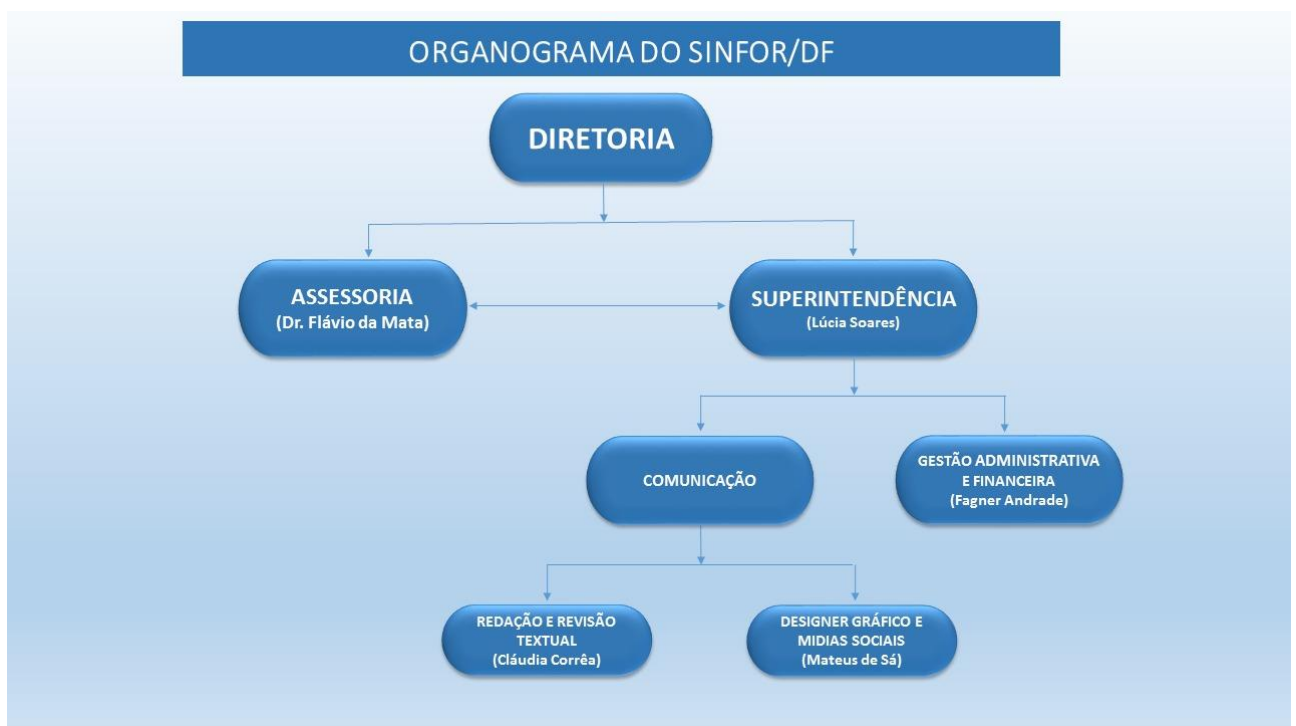 ORGANOGRAMA DO SINFOR/DF
DIRETORIA
ASSESSORIA
(Dr. Flávio da Mata)
SUPERINTENDÊNCIA
(Lúcia Soares)
COMUNICAÇÃO
GESTÃO ADMINISTRATIVA
E FINANCEIRA
(Fagner Andrade)
REDAÇÃO E REVISÃO
TEXTUAL
(Cláudia Corrêa)
DESIGNER GRÁFICO E
MIDIAS SOCIAIS
(Mateus de Sá)